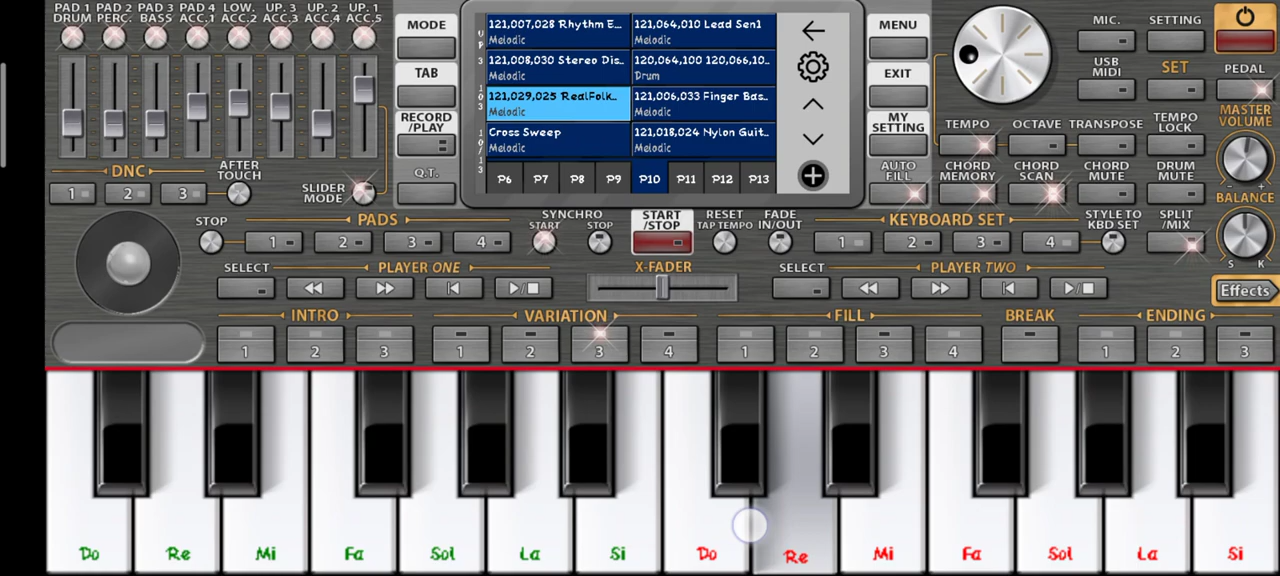 PAD 1 PAD 2 PAD 3 PAD 4 LOW. UP. 3 UP. 2 UP. 1
DRUM PERC. BASS ACC.1 ACC.2 ACC.3 ACC.4 ACC.5
DNC
1 2 3
AFTER
TOUCH
SLIDER
MODE
MODE
TAB
RECORD
/PLAY
Q.T.
121,007,028 Rhythm E...
Melodic
121,064,010 Lead Sen1
Melodic
121,008,030 Stereo Dis...
Melodic
120,064,100 120,066,10...
Drum
121,029,025 RealFolk...
Melodic
121,006,033 Finger Bas...
Melodic
Cross Sweep
Melodic
121,018,024 Nylon Guit...
Melodic
P6 P7 P8 P9 P10 P11 P12 P13
MENU
EXIT
MY
SETTING
AUTO
FILL
MIC.
SETTING
USB
MIDI
SET
PEDAL
MASTER
VOLUME
- +
BALANCE
S K
TEMPO
OCTAVE
TRANSPOSE
TEMPO
LOCK
CHORD
MEMORY
CHORD
SCAN
CHORD
MUTE
DRUM
MUTE
STOP
PADS
1 2 3 4
SYNCHRO
START STOP
START
/STOP
RESET
TAP TEMPO
FADE
IN/OUT
KEYBOARD SET
1 2 3 4
STYLE TO
KBD SET
SPLIT
/MIX
SELECT
PLAYER ONE
X-FADER
SELECT
PLAYER TWO
Effects
INTRO
1 2 3
VARIATION
1 2 3 4
FILL
1 2 3 4
BREAK
ENDING
1 2 3
Do Re Mi Fa Sol La Si Do Re Mi Fa Sol La Si